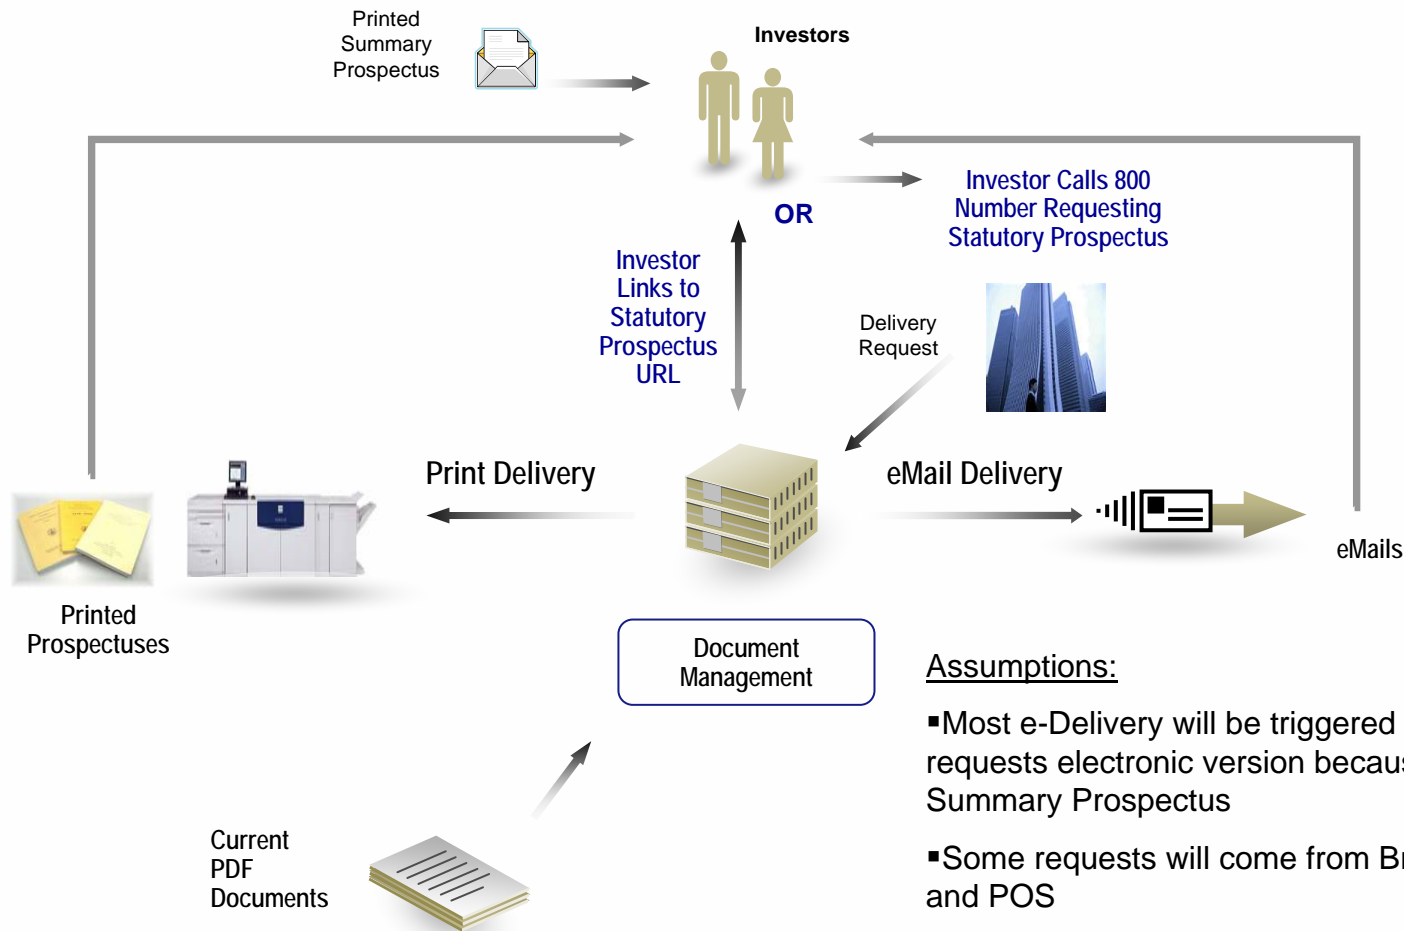 Printed
Summary
Prospectus
Investors
Investor Calls 800
Number Requesting
Statutory Prospectus
OR
Investor
Links to
Statutory
Prospectus
URL
Delivery
Request
Print Delivery
eMail Delivery
eMails
Printed
Prospectuses
Document
Management
Assumptions:
▪Most e-Delivery will be triggered
requests electronic version
Summary Prospectus
▪Some requests will come from
and POS
Current
PDF
Documents